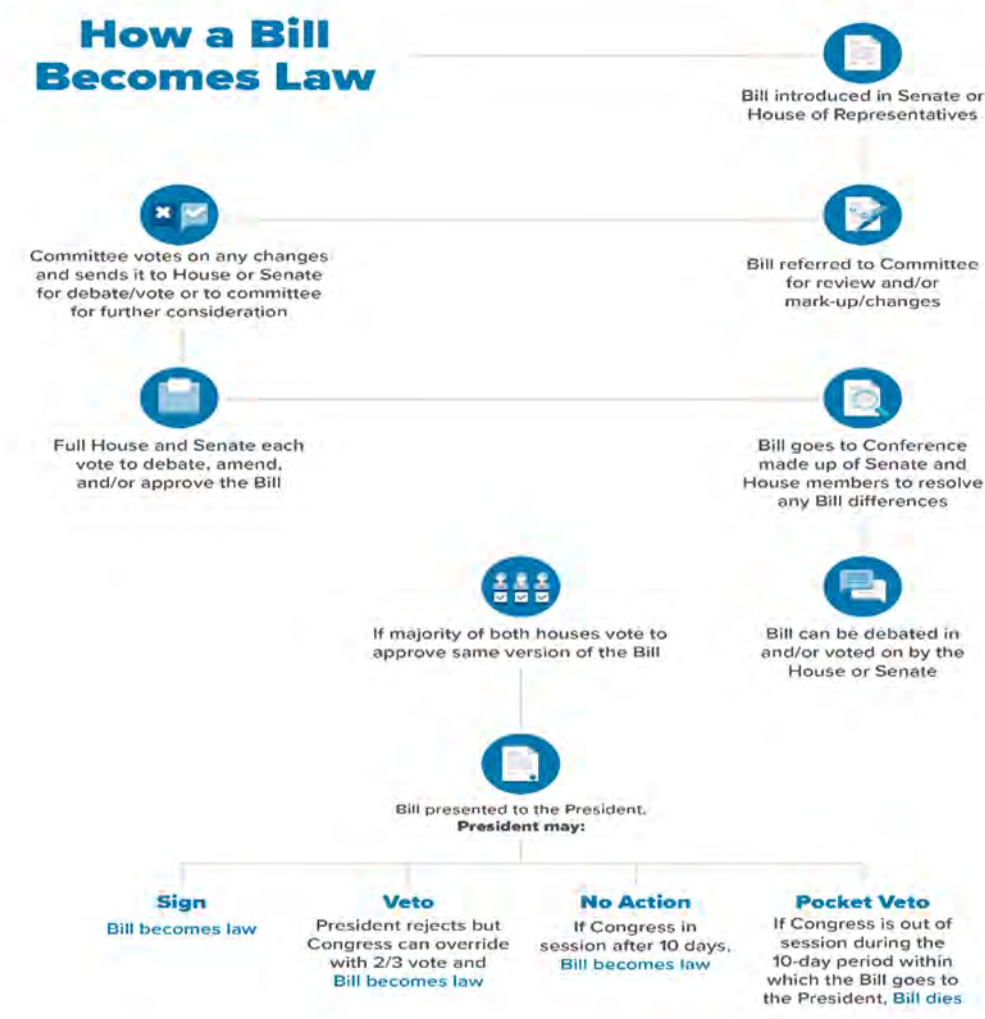 How a Bill
Becomes Law
Bill introduced in Senate or
House of Representatives
Bill referred to Committee
for review and/or
mark-up/changes
Committee votes on any changes
and sends it to House or Senate
for debate/vote or to committee
for further consideration
Full House and Senate each
vote to debate, amend,
and/or approve the Bill
Bill goes to Conference
made up of Senate and
House members to resolve
any Bill differences
Bill can be debated in
and/or voted on by the
House or Senate
If majority of both houses vote to
approve same version of the Bill
Bill presented to the President.
President may:
Sign
Bill becomes law
Veto
President rejects but
Congress can override
with 2/3 vote and
Bill becomes law
No Action
If Congress in
session after 10 days,
Bill becomes law
Pocket Veto
If Congress is out of
session during the
10-day period within
which the Bill goes to
the President, Bill dies